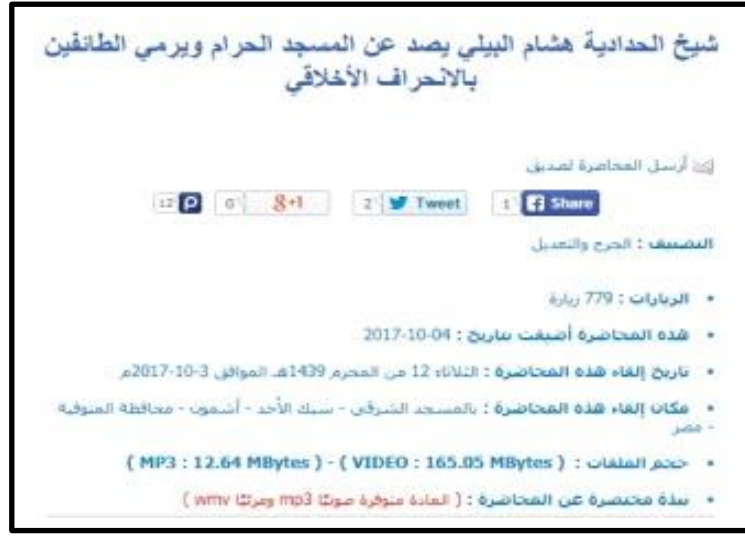 شيخ الحدادية هشام البيلي يصد عن المسجد الحرام ويرمي الطائفين
بالانحراف الأخلاقي
أرسل المحاضرة لصديق
12 0 +1 2 Tweet 1 Share
التصنيف : الجرح والتعديل
الزيارات : 779 زيارة
هذه المحاضرة أضيفت بتاريخ : 04-10-2017
تاريخ إلقاء هذه المحاضرة : الثلاثاء 12 من المحرم 1439هـ الموافق 3-10-2017م
مكان إلقاء هذه المحاضرة : بالمسجد الشرقي - سبك الأحد - أشمون - محافظة المنوفية
- مصر
حجم الملفات : ( MP3 : 12.64 MBytes ) - ( VIDEO : 165.05 MBytes )
نبذة مختصرة عن المحاضرة : ( المادة متوفرة صوتيًا mp3 ومرئيًا wmv )